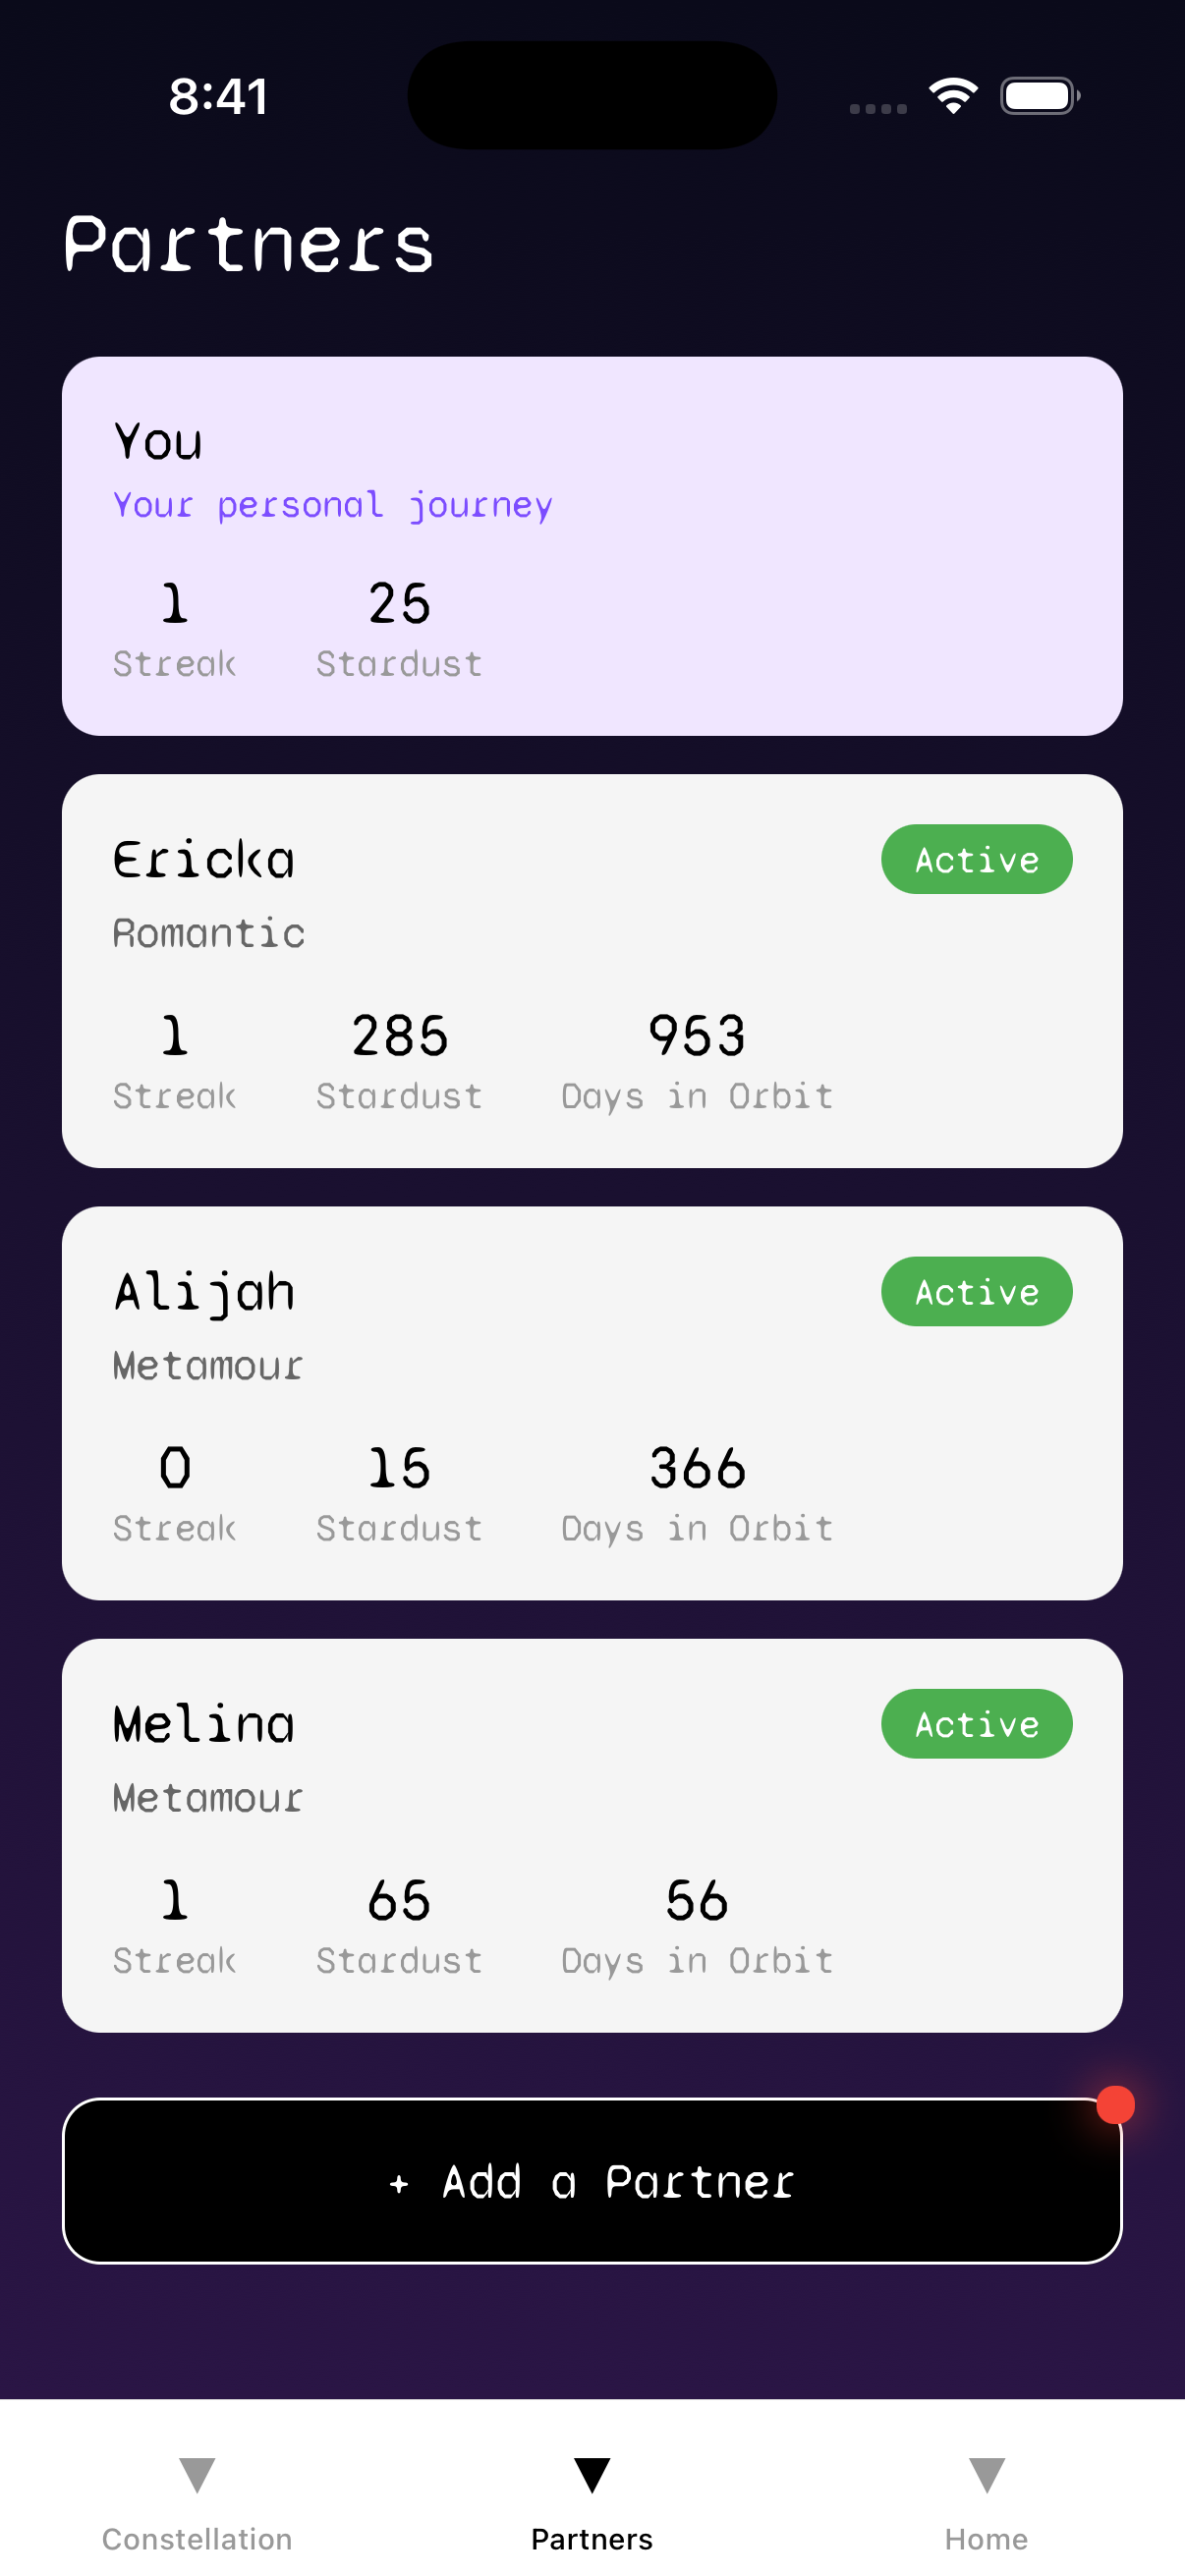 8:41
Partners
You
Your personal journey
1 25
Streak Stardust
Ericka Active
Romantic
1 285 953
Streak Stardust Days in Orbit
Alijah Active
Metamour
0 15 366
Streak Stardust Days in Orbit
Melina Active
Metamour
1 65 56
Streak Stardust Days in Orbit
+ Add a Partner
Constellation Partners Home